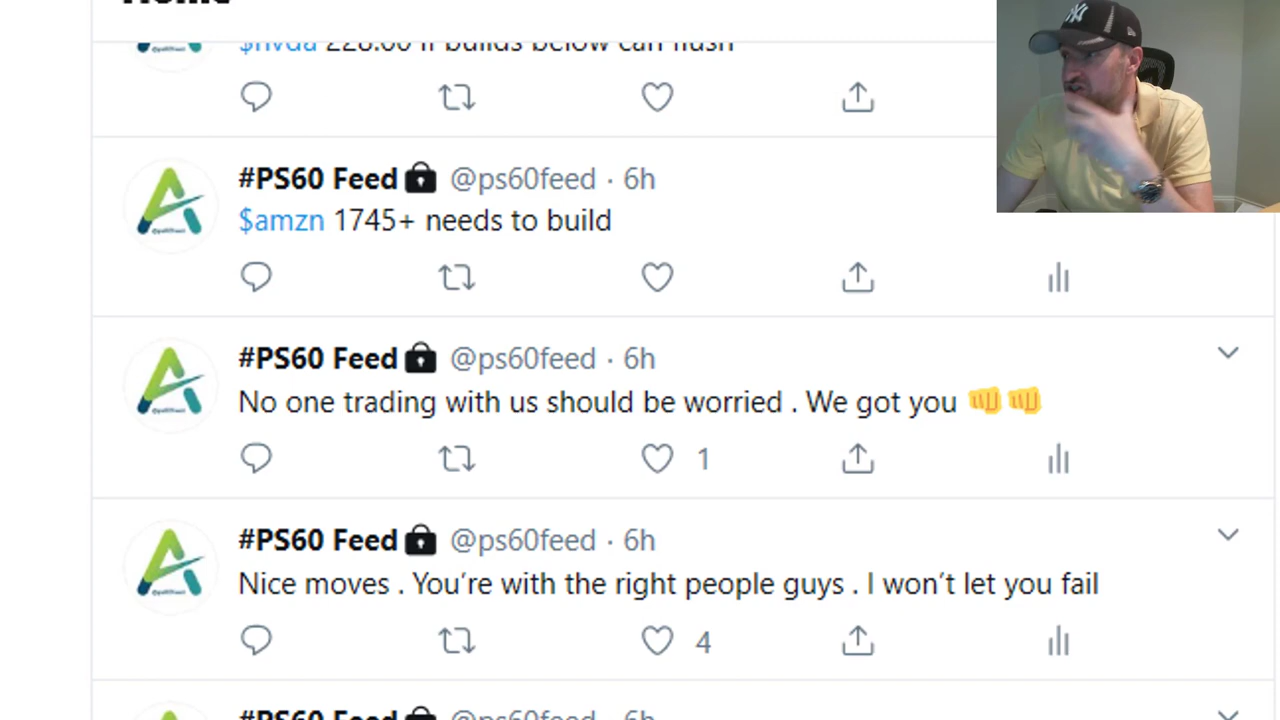 Home
$nvda 228.00 if builds below can flush
#PS60 Feed @ps60feed · 6h
$amzn 1745+ needs to build
#PS60 Feed @ps60feed · 6h
No one trading with us should be worried . We got you 👊👊
1
#PS60 Feed @ps60feed · 6h
Nice moves . You’re with the right people guys . I won’t let you fail
4
#PS60 Feed @ps60feed · 6h